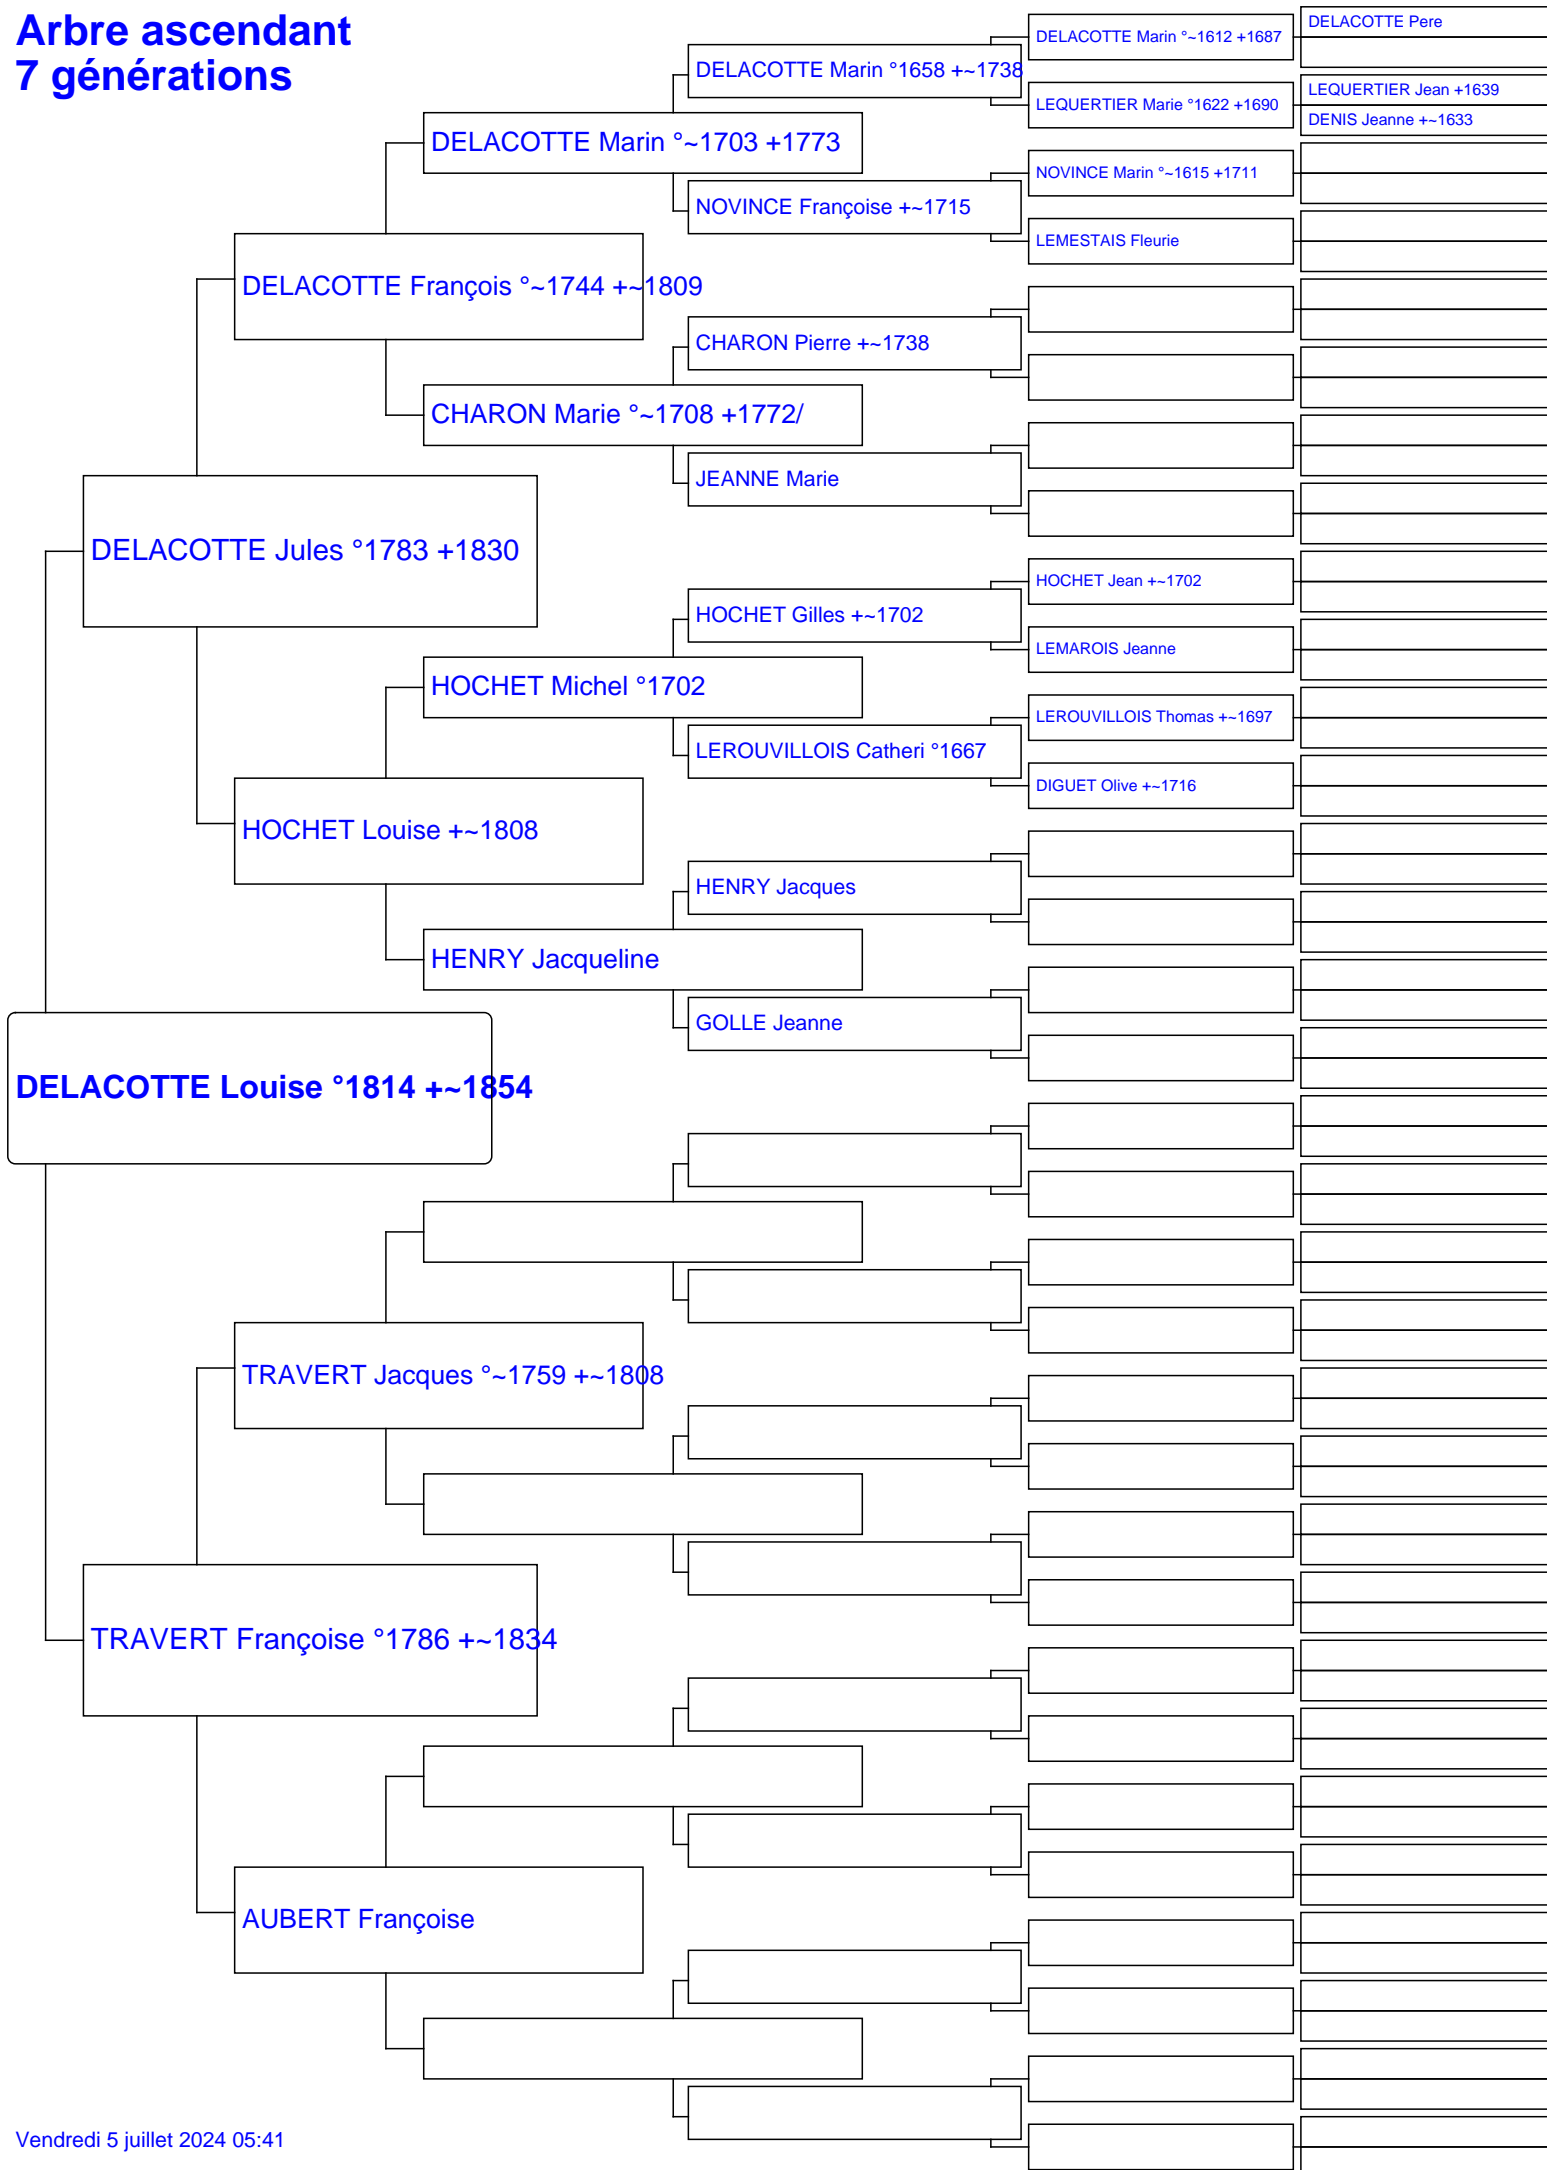 Arbre ascendant
7 générations
DELACOTTE Louise °1814 +~1854
DELACOTTE Jules °1783 +1830
TRAVERT Françoise °1786 +~1834
DELACOTTE François °~1744 +~1809
HOCHET Louise +~1808
TRAVERT Jacques °~1759 +~1808
AUBERT Françoise
DELACOTTE Marin °~1703 +1773
CHARON Marie °~1708 +1772/
HOCHET Michel °1702
HENRY Jacqueline
DELACOTTE Marin °1658 +~1738
NOVINCE Françoise +~1715
CHARON Pierre +~1738
JEANNE Marie
HOCHET Gilles +~1702
LEROUVILLOIS Catheri °1667
HENRY Jacques
GOLLE Jeanne
DELACOTTE Marin °~1612 +1687
LEQUERTIER Marie °1622 +1690
NOVINCE Marin °~1615 +1711
LEMESTAIS Fleurie
HOCHET Jean +~1702
LEMAROIS Jeanne
LEROUVILLOIS Thomas +~1697
DIGUET Olive +~1716
DELACOTTE Pere
LEQUERTIER Jean +1639
DENIS Jeanne +~1633
Vendredi 5 juillet 2024 05:41